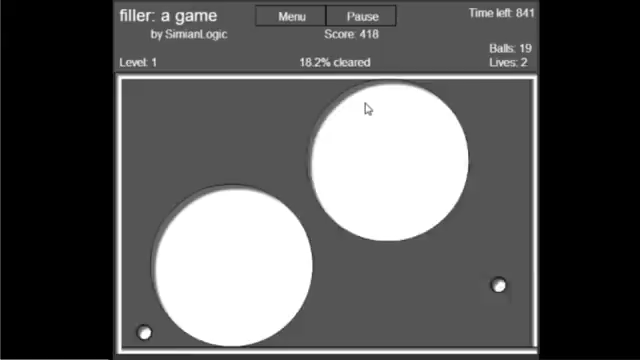 filler: a game
Menu
Pause
Time left: 841
by SimianLogic
Score: 418
Balls: 19
Level: 1
18.2% cleared
Lives: 2